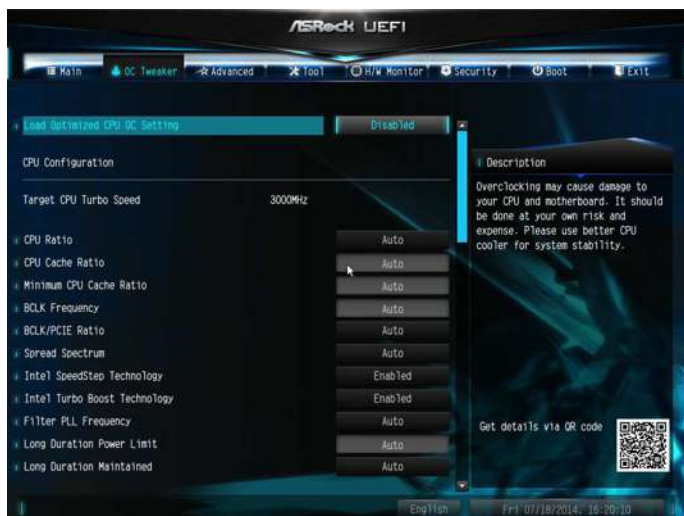 ASRock UEFI
Main OC Tweaker Advanced Tool H/W Monitor Security Boot Exit
Load Optimized CPU OC Setting Disabled
CPU Configuration
Target CPU Turbo Speed 3000MHz
CPU Ratio Auto
CPU Cache Ratio Auto
Minimum CPU Cache Ratio Auto
BCLK Frequency Auto
BCLK/PCIE Ratio Auto
Spread Spectrum Auto
Intel SpeedStep Technology Enabled
Intel Turbo Boost Technology Enabled
Filter PLL Frequency Auto
Long Duration Power Limit Auto
Long Duration Maintained Auto
Description
Overclocking may cause damage to
your CPU and motherboard. It should
be done at your own risk and
expense. Please use better CPU
cooler for system stability.
Get details via QR code
English Fri 07/18/2014, 16:20:10